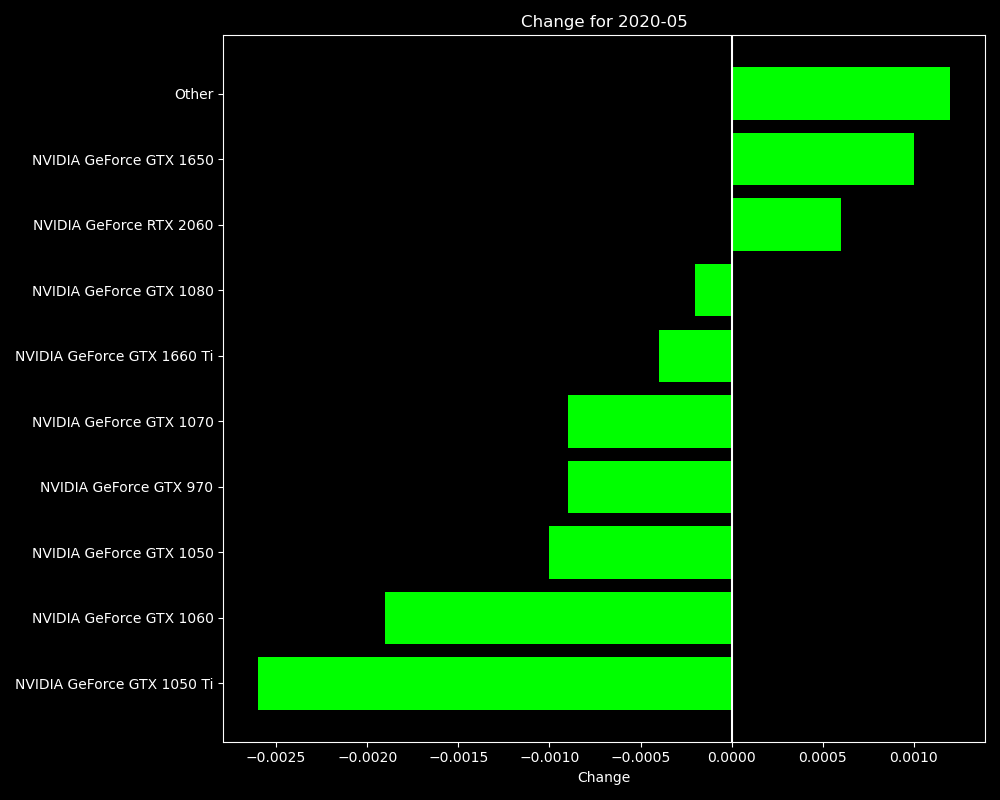 Change for 2020-05
Other
NVIDIA GeForce GTX 1650
NVIDIA GeForce RTX 2060
NVIDIA GeForce GTX 1080
NVIDIA GeForce GTX 1660 Ti
NVIDIA GeForce GTX 1070
NVIDIA GeForce GTX 970
NVIDIA GeForce GTX 1050
NVIDIA GeForce GTX 1060
NVIDIA GeForce GTX 1050 Ti
−0.0025 −0.0020 −0.0015 −0.0010 −0.0005 0.0000 0.0005 0.0010
Change